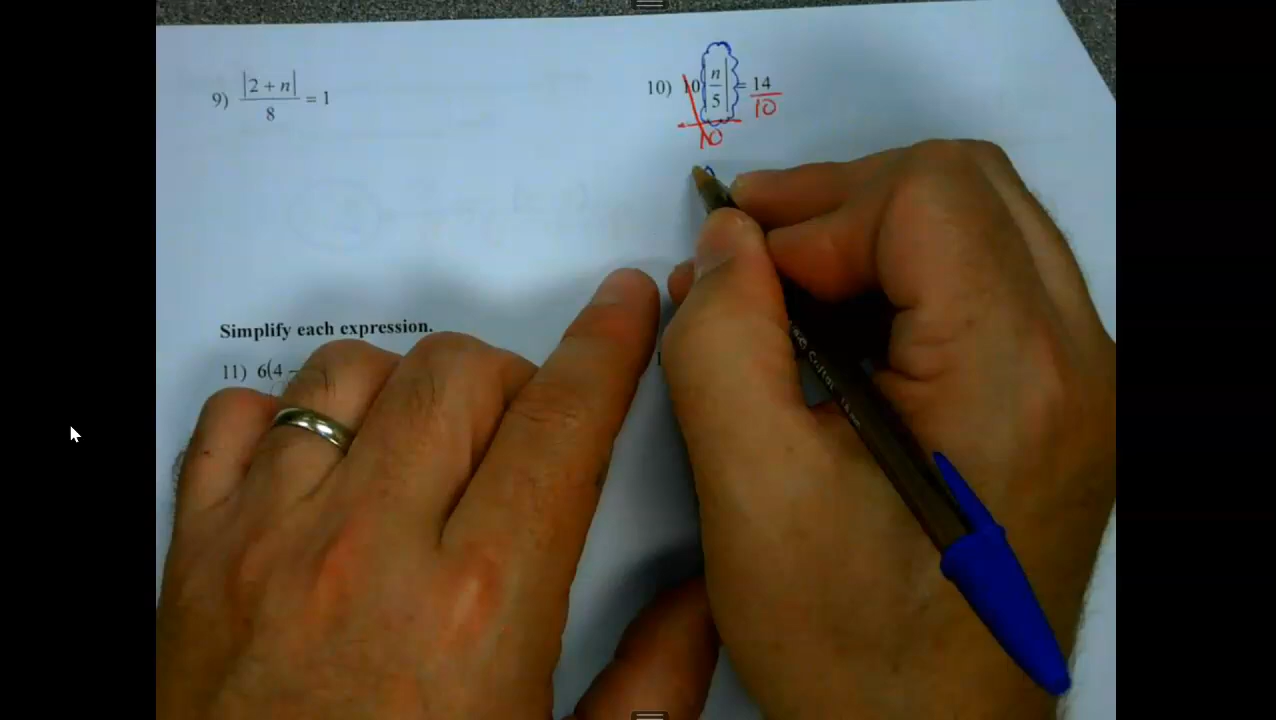 9) |2 + n| / 8 = 1
10) 10 |n/5| = 14
10
10
Simplify each expression.
11) 6(4 −